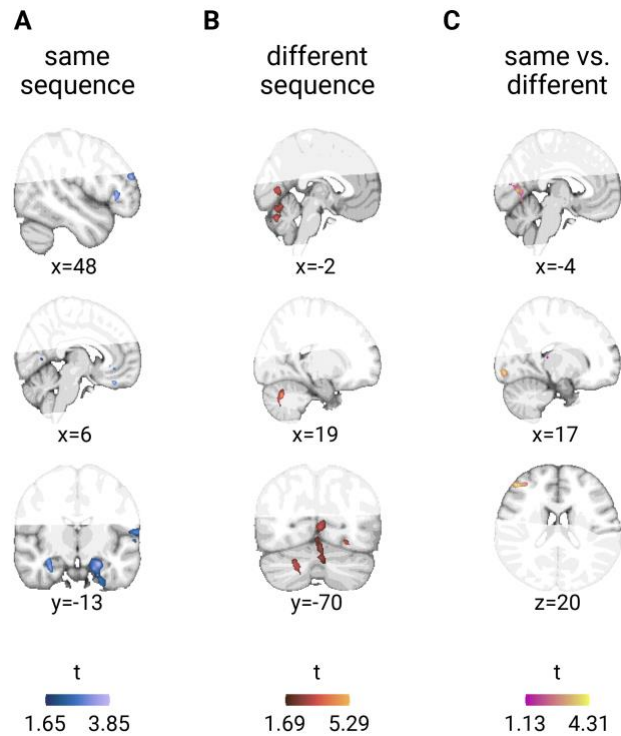 A
same
sequence
B
different
sequence
C
same vs.
different
x=48
x=-2
x=-4
x=6
x=19
x=17
y=-13
y=-70
z=20
t
1.65 3.85
t
1.69 5.29
t
1.13 4.31